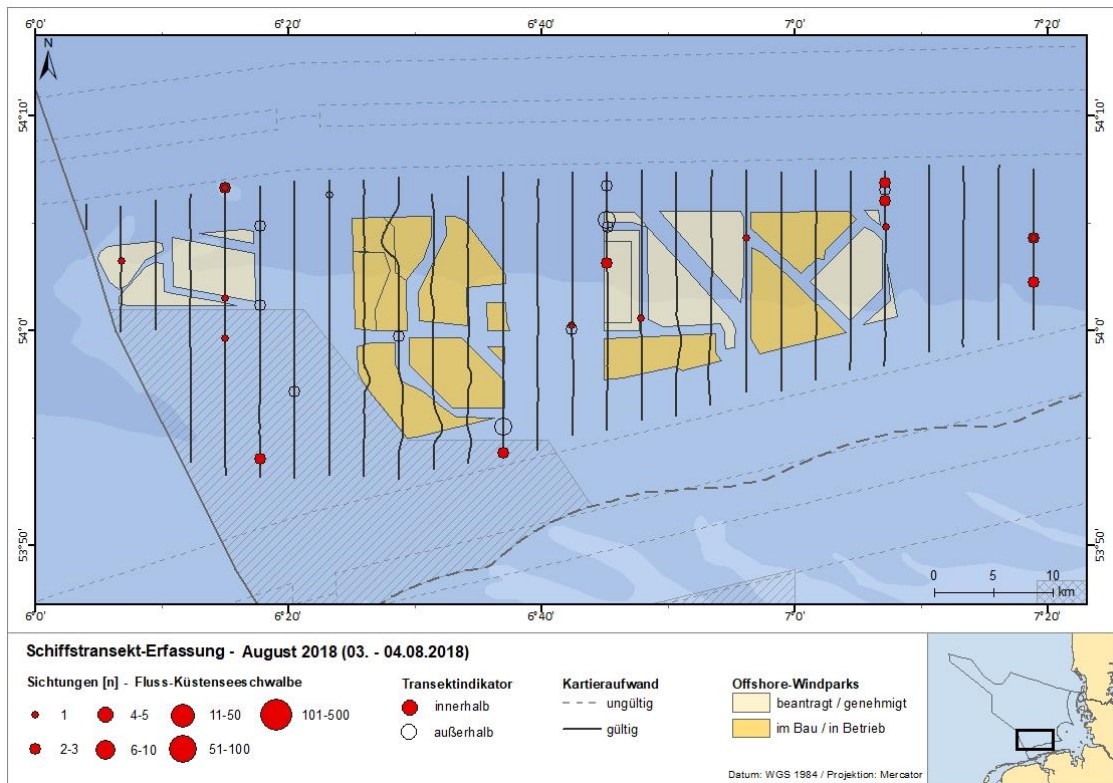 6°0' 6°20' 6°40' 7°0' 7°20'
N
54°10' 54°10'
54°0' 54°0'
53°50' 53°50'
0 5 10
km
6°0' 6°20' 6°40' 7°0' 7°20'
Schiffstransekt-Erfassung - August 2018 (03. - 04.08.2018)
Sichtungen [n] - Fluss-Küstenseeschwalbe
1 4-5 11-50 101-500
2-3 6-10 51-100
Transektindikator
innerhalb
außerhalb
Kartieraufwand
ungültig
gültig
Offshore-Windparks
beantragt / genehmigt
im Bau / in Betrieb
Datum: WGS 1984 / Projektion: Mercator